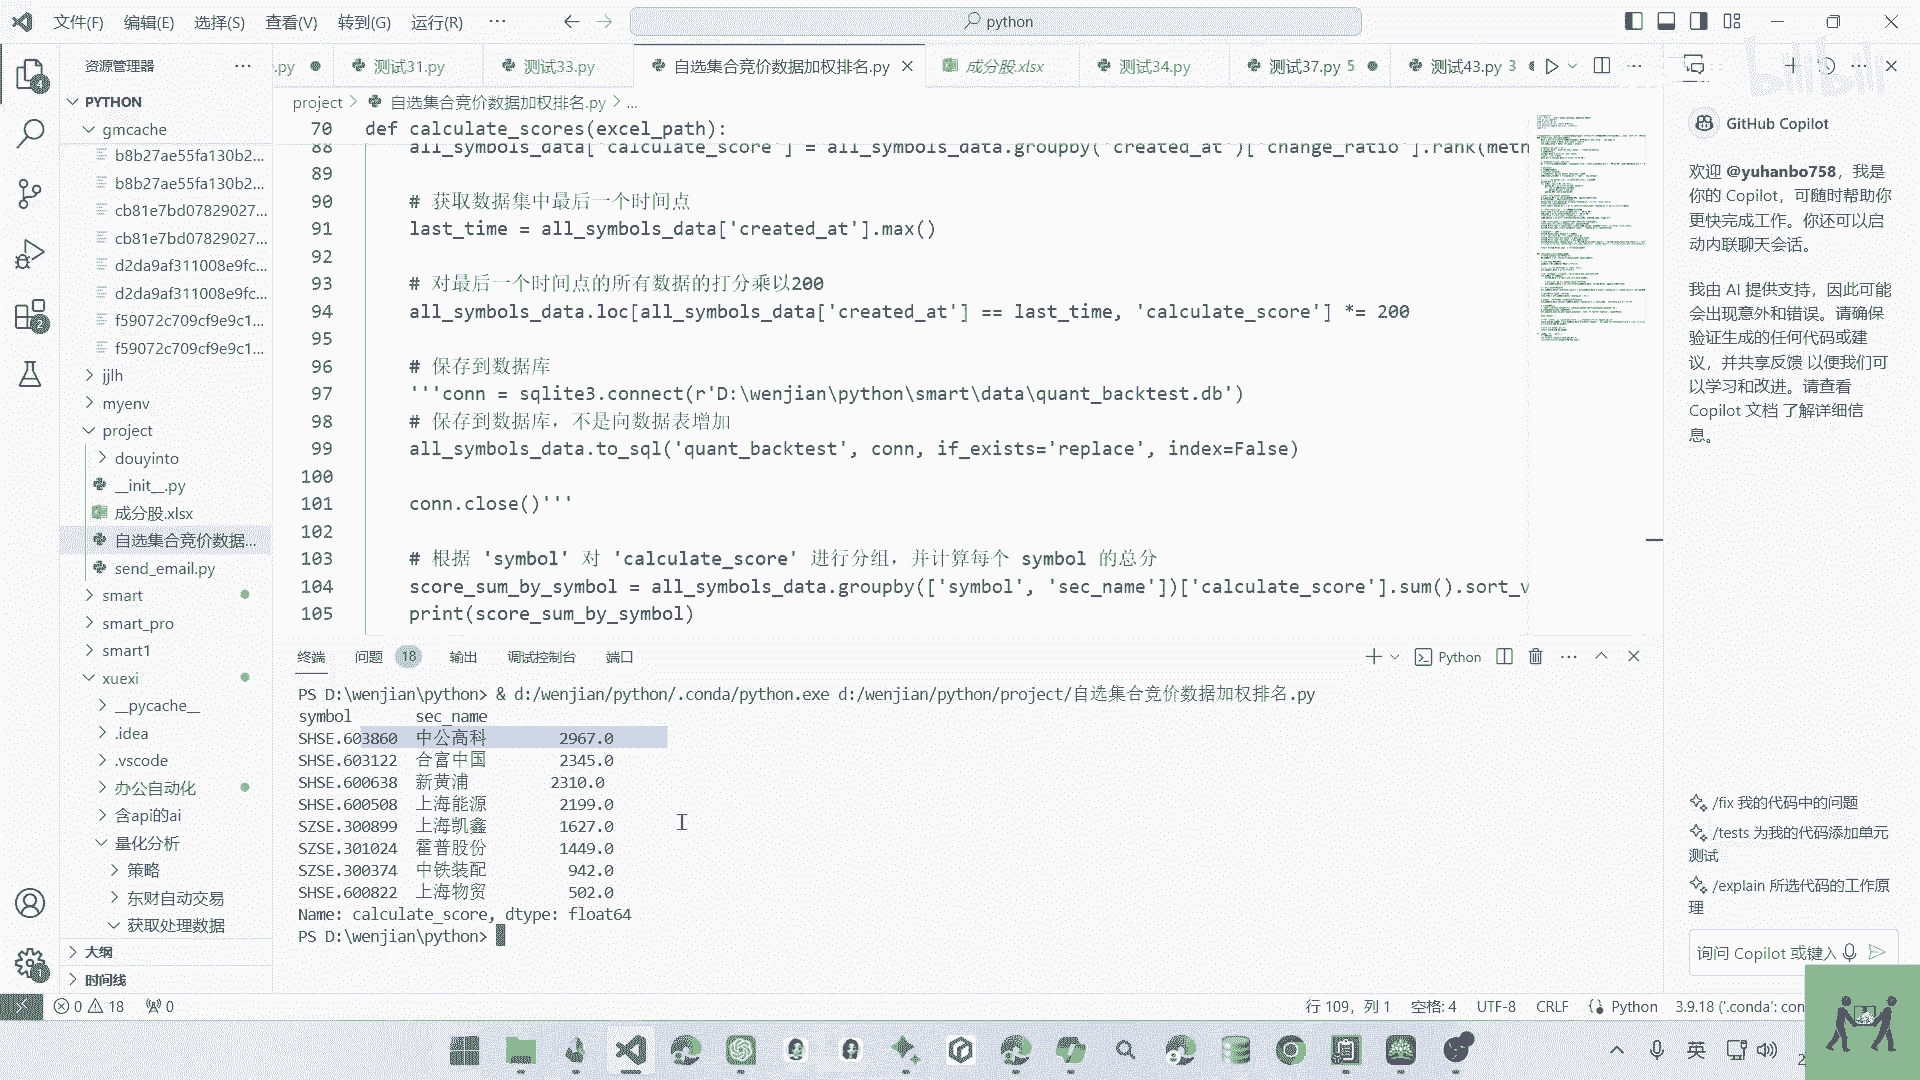 文件(F) 编辑(E) 选择(S) 查看(V) 转到(G) 运行(R) ··· python
资源管理器 ···
.py 测试31.py 测试33.py 自选集合竞价数据加权排名.py 成分股.xlsx 测试34.py 测试37.py 5 测试43.py 3
bilibili
PYTHON
gmcache
b8b27ae55fa130b2...
b8b27ae55fa130b2...
cb81e7bd07829027...
cb81e7bd07829027...
d2da9af311008e9fc...
d2da9af311008e9fc...
f59072c709cf9e9c1...
f59072c709cf9e9c1...
jjlh
myenv
project
douyinto
__init__.py
成分股.xlsx
自选集合竞价数据...
send_email.py
smart
smart_pro
smart1
xuexi
__pycache__
.idea
.vscode
办公自动化
含api的ai
量化分析
策略
东财自动交易
获取处理数据
大纲
时间线
project > 自选集合竞价数据加权排名.py > ...
70 def calculate_scores(excel_path):
88 all_symbols_data['calculate_score'] = all_symbols_data.groupby('created_at')['change_ratio'].rank(meth
89
90 # 获取数据集中最后一个时间点
91 last_time = all_symbols_data['created_at'].max()
92
93 # 对最后一个时间点的所有数据的打分乘以200
94 all_symbols_data.loc[all_symbols_data['created_at'] == last_time, 'calculate_score'] *= 200
95
96 # 保存到数据库
97 '''conn = sqlite3.connect(r'D:\wenjian\python\smart\data\quant_backtest.db')
98 # 保存到数据库，不是向数据表增加
99 all_symbols_data.to_sql('quant_backtest', conn, if_exists='replace', index=False)
100
101 conn.close()'''
102
103 # 根据 'symbol' 对 'calculate_score' 进行分组，并计算每个 symbol 的总分
104 score_sum_by_symbol = all_symbols_data.groupby(['symbol', 'sec_name'])['calculate_score'].sum().sort_v
105 print(score_sum_by_symbol)
终端 问题 18 输出 调试控制台 端口 Python
PS D:\wenjian\python> & d:/wenjian/python/.conda/python.exe d:/wenjian/python/project/自选集合竞价数据加权排名.py
symbol sec_name
SHSE.603860 中公高科 2967.0
SHSE.603122 合富中国 2345.0
SHSE.600638 新黄浦 2310.0
SHSE.600508 上海能源 2199.0
SZSE.300899 上海凯鑫 1627.0
SZSE.301024 霍普股份 1449.0
SZSE.300374 中铁装配 942.0
SHSE.600822 上海物贸 502.0
Name: calculate_score, dtype: float64
PS D:\wenjian\python>
GitHub Copilot
欢迎 @yuhanbo758，我是
你的 Copilot，可随时帮助你
更快完成工作。你还可以启
动内联聊天会话。
我由 AI 提供支持，因此可能
会出现意外和错误。请确保
验证生成的任何代码或建
议，并共享反馈 以便我们可
以学习和改进。请查看
Copilot 文档 了解详细信
息。
/fix 我的代码中的问题
/tests 为我的代码添加单元
测试
/explain 所选代码的工作原
理
询问 Copilot 或键入
4
2
1
0 18 0 行 109，列 1 空格: 4 UTF-8 CRLF Python 3.9.18 ('.conda': con
英